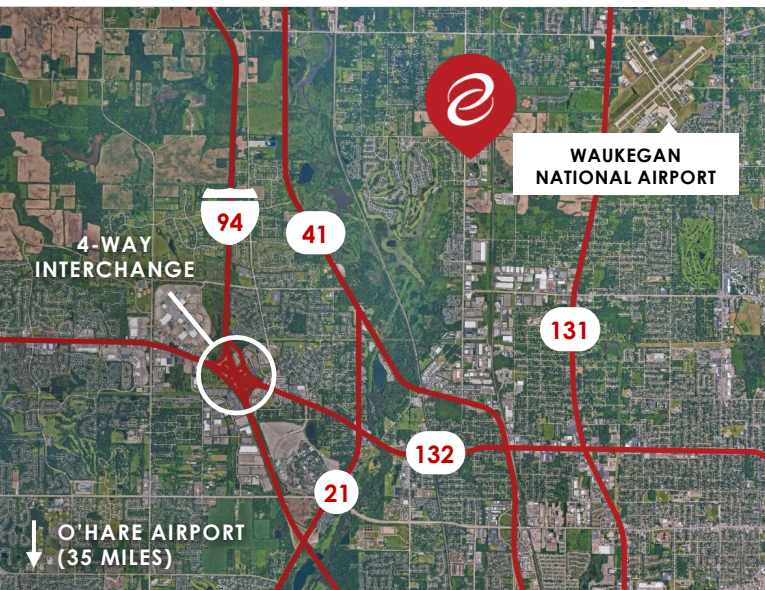 WAUKEGAN
NATIONAL AIRPORT
94
41
4-WAY
INTERCHANGE
131
132
21
O'HARE AIRPORT
(35 MILES)